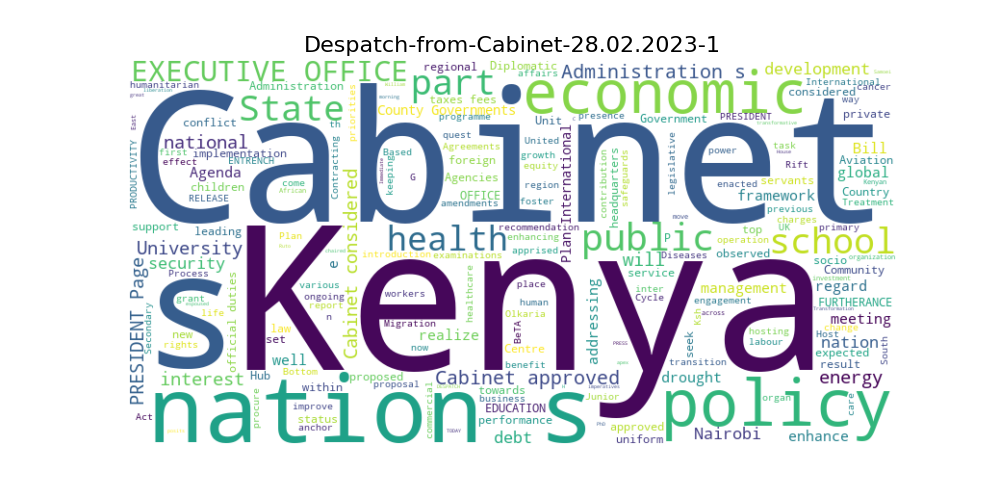 Despatch-from-Cabinet-28.02.2023-1
EXECUTIVE OFFICE
regional
Diplomatic
affairs
Administration s
development
humanitarian
Administration
part
economic
International
considered
cancer
State
taxes fees
County Governments
priorities
way
private
conflict
th
programme
Unit
presence
Government
PRESIDENT
national
Cabinet
quest
Agreements
United
task
Bill
first
implementation
Contracting
Based
growth
power
Rift
Aviation
effect
ENTRENCH
keeping
foreign
equity
International
contribution
safeguards
legislative
Kenyan
global
Agenda
G
Agencies
region
headquarters
enacted
servants
Country
PRODUCTIVITY
East
children
come
African
OFFICE
foster
framework
Treatment
RELEASE
amendments
move
previous
support
leading
Plan
recommendation
charges
UK
primary
University
health
enhancing
Plan
public
P
top
operation
school
security
introduction
examinations
apprised
will
Diseases
observed
socio
organization
PRESIDENT Page
Process
s
Kenya
e
various
healthcare
place
service
inter
Cycle
management
Community
regard
grant
ongoing
workers
human
addressing
engagement
FURTHERANCE
life
report
n
Olkaria
Ksh
across
new
official duties
Cabinet considered
Migration
BeTA
hosting
Host
change
meeting
Secondary
rights
law
set
now
realize
Centre
PRESS
seek
labour
nation
South
well
Bottom
benefit
transition
expected
result
interest
Hub
within
proposed
Cabinet approved
drought
energy
nation s
proposal
towards
business
Junior
organ
policy
care
Act
procure
improve
status
anchor
commercial
EDUCATION
performance
debt
approved
uniform
Nairobi
enhance
TODAY
PhD